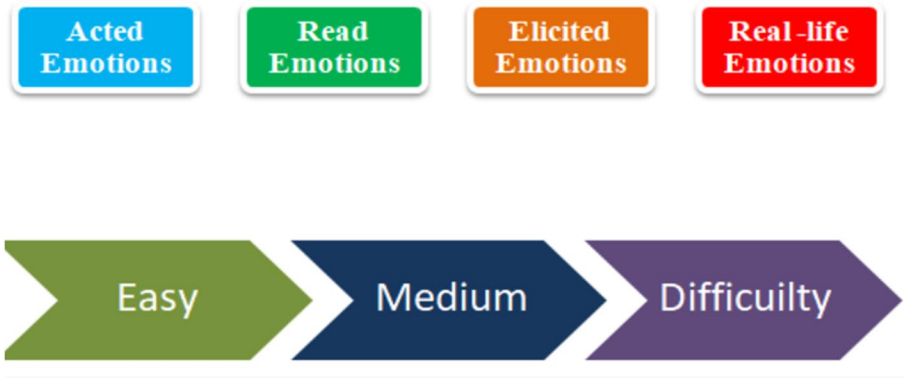 Acted
Emotions
Read
Emotions
Elicited
Emotions
Real-life
Emotions
Easy
Medium
Difficuilty